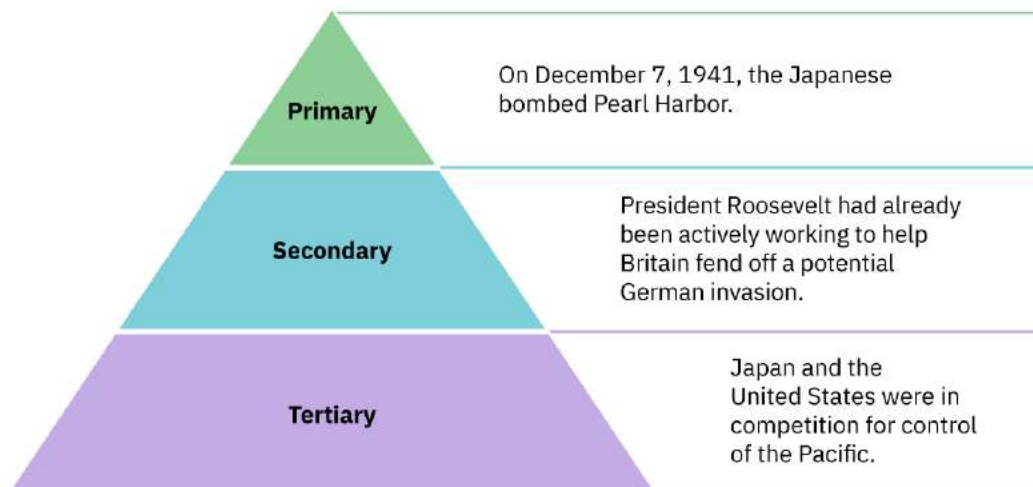 Primary
On December 7, 1941, the Japanese
bombed Pearl Harbor.
Secondary
President Roosevelt had already
been actively working to help
Britain fend off a potential
German invasion.
Tertiary
Japan and the
United States were in
competition for control
of the Pacific.